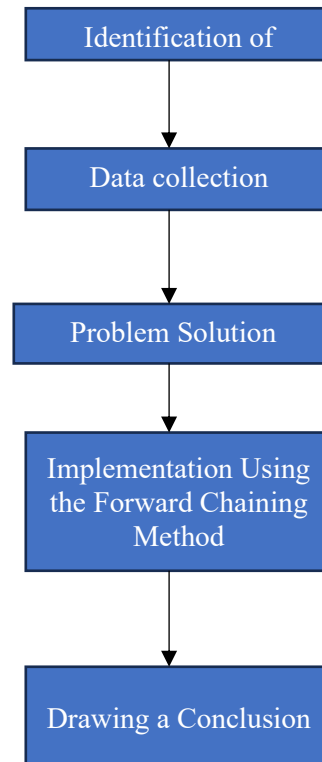 Identification of
Data collection
Problem Solution
Implementation Using
the Forward Chaining
Method
Drawing a Conclusion